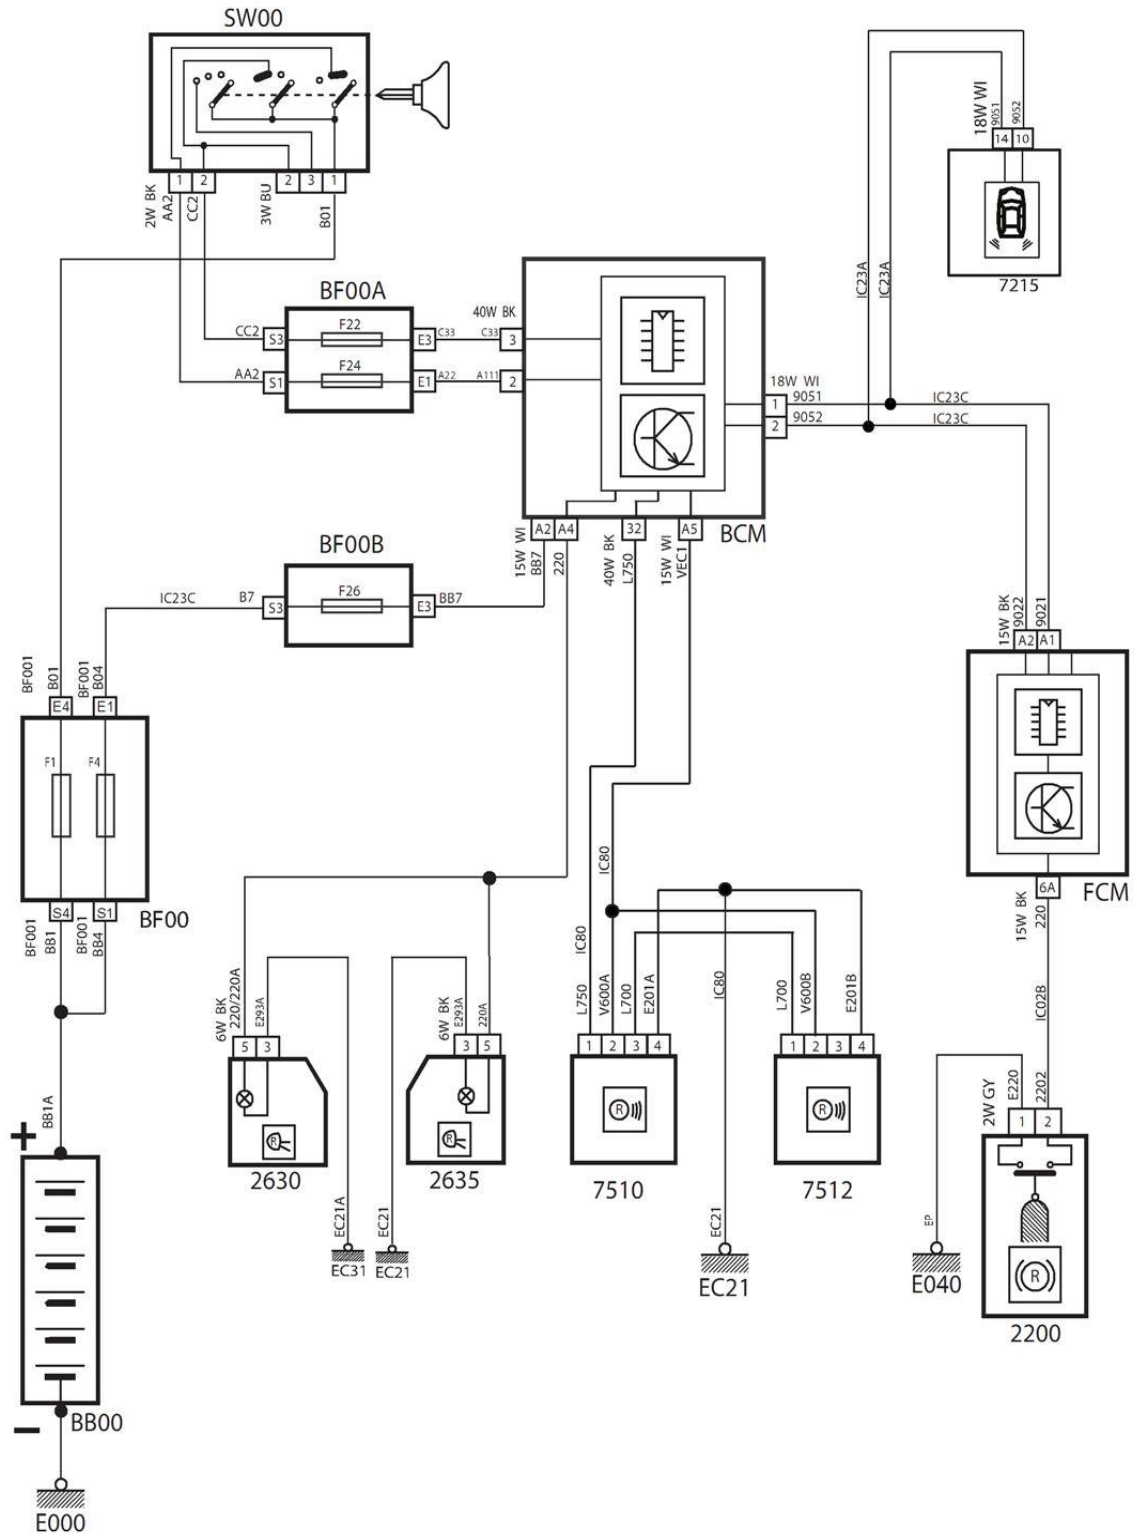 SW00
1 2
2 3 1
2W BK
AA2
CC2
3W BU
B01
18W WI
9051
9052
14 10
7215
IC23A
IC23A
BF00A
CC2 S3 F22 E3 C33
AA2 S1 F24 E1 A22
40W BK
C33 3
A111 2
18W WI
1 9051 IC23C
2 9052 IC23C
BCM
A2 A4 32 A5
15W WI
BB7
220
40W BK
L750
15W WI
VEC1
BF00B
IC23C B7 S3 F26 E3 BB7
15W BK
9022
9021
A2 A1
FCM
6A
15W BK
220
IC02B
BF001
B01
BF001
B04
E4 E1
F1 F4
S4 S1
BF00
BF001
BB1
BF001
BB4
BB1A
+
−
BB00
E000
6W BK
220/220A
E293A
5 3
2630
R
6W BK
E293A
220A
3 5
2635
R
EC21A
EC31
EC21
EC21
IC80
IC80
L750
V600A
L700
E201A
1 2 3 4
R
7510
IC80
EC21
EC21
L700
V600B
E201B
1 2 3 4
R
7512
2W GY
E220
2202
1 2
R
2200
EP
E040